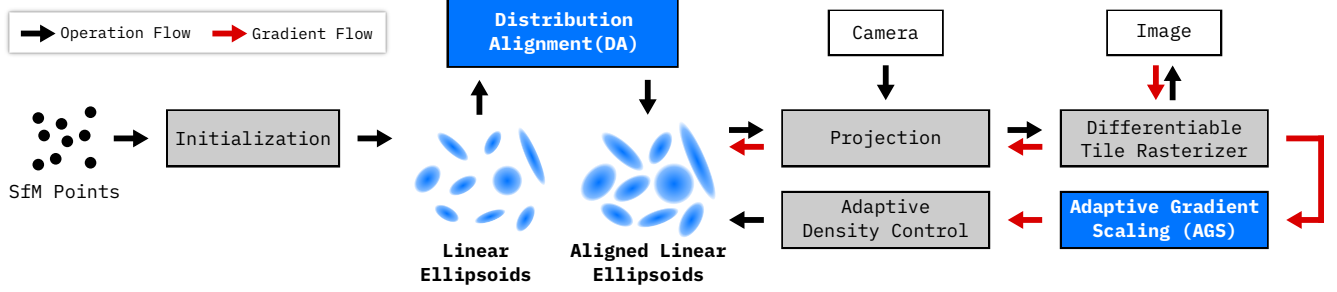 Operation Flow
Gradient Flow
Distribution
Alignment(DA)
Camera
Image
SfM Points
Initialization
Linear
Ellipsoids
Aligned Linear
Ellipsoids
Projection
Differentiable
Tile Rasterizer
Adaptive
Density Control
Adaptive Gradient
Scaling (AGS)